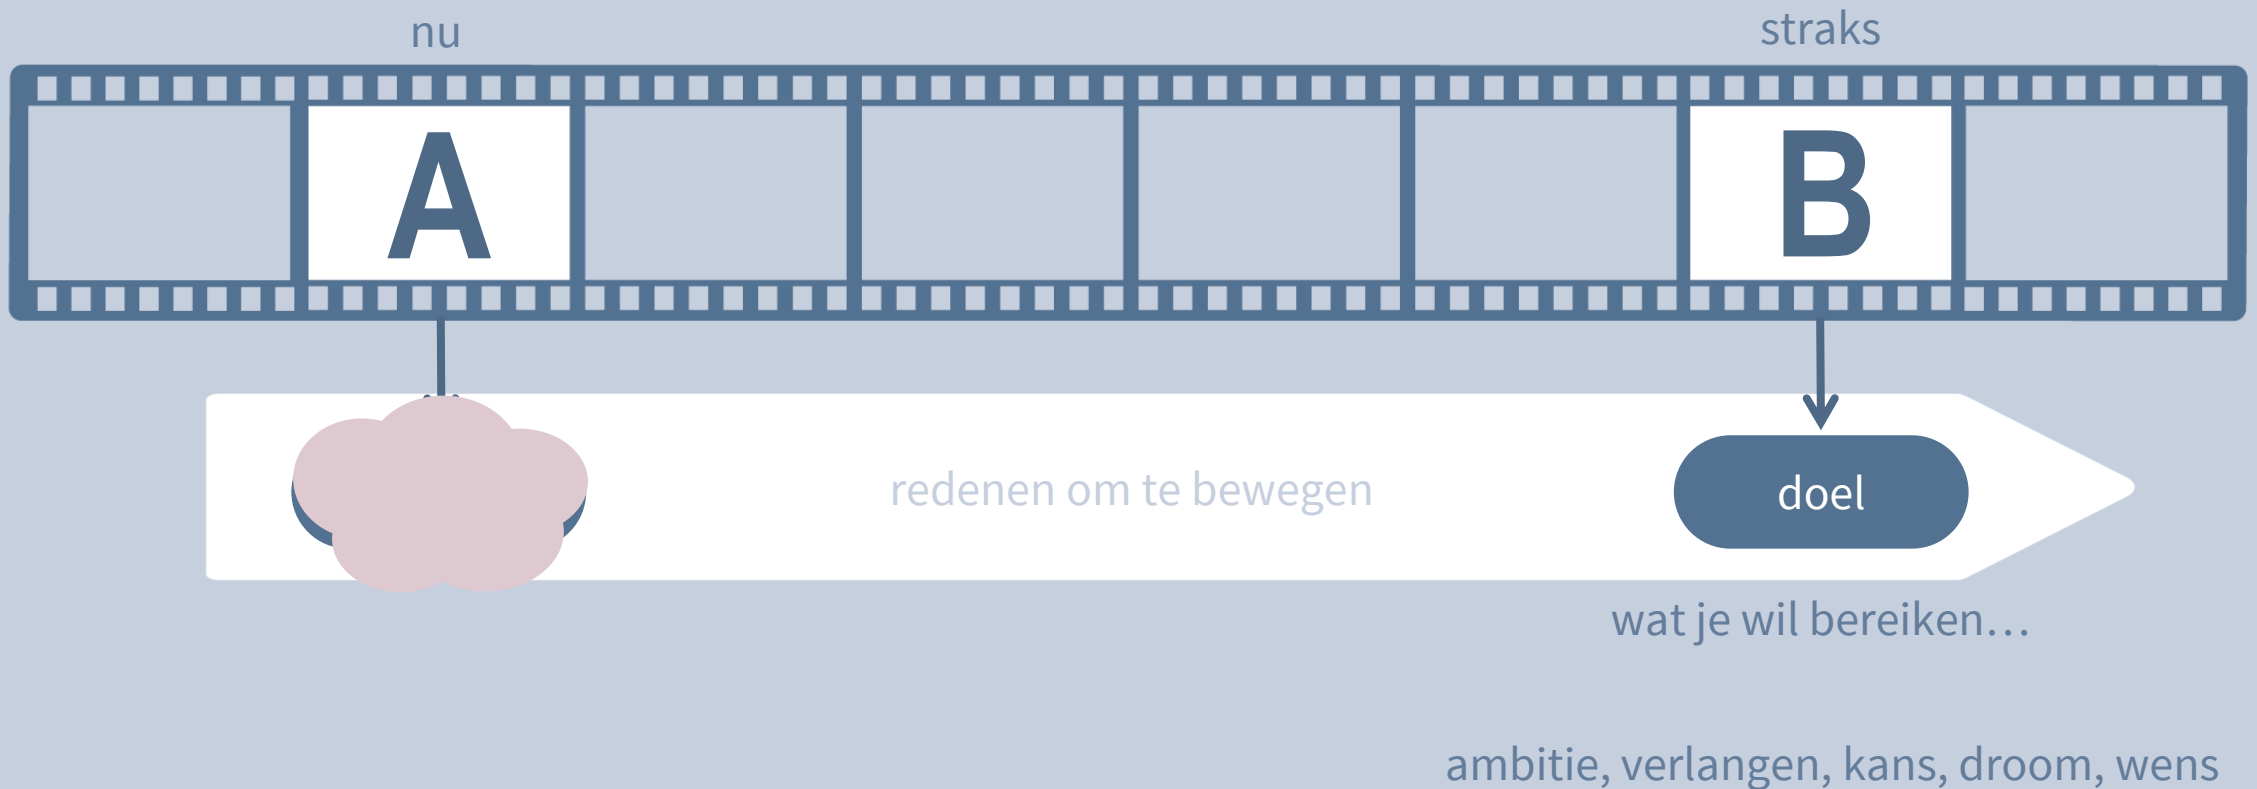 nu
straks
A
B
redenen om te bewegen
doel
wat je wil bereiken…
ambitie, verlangen, kans, droom, wens